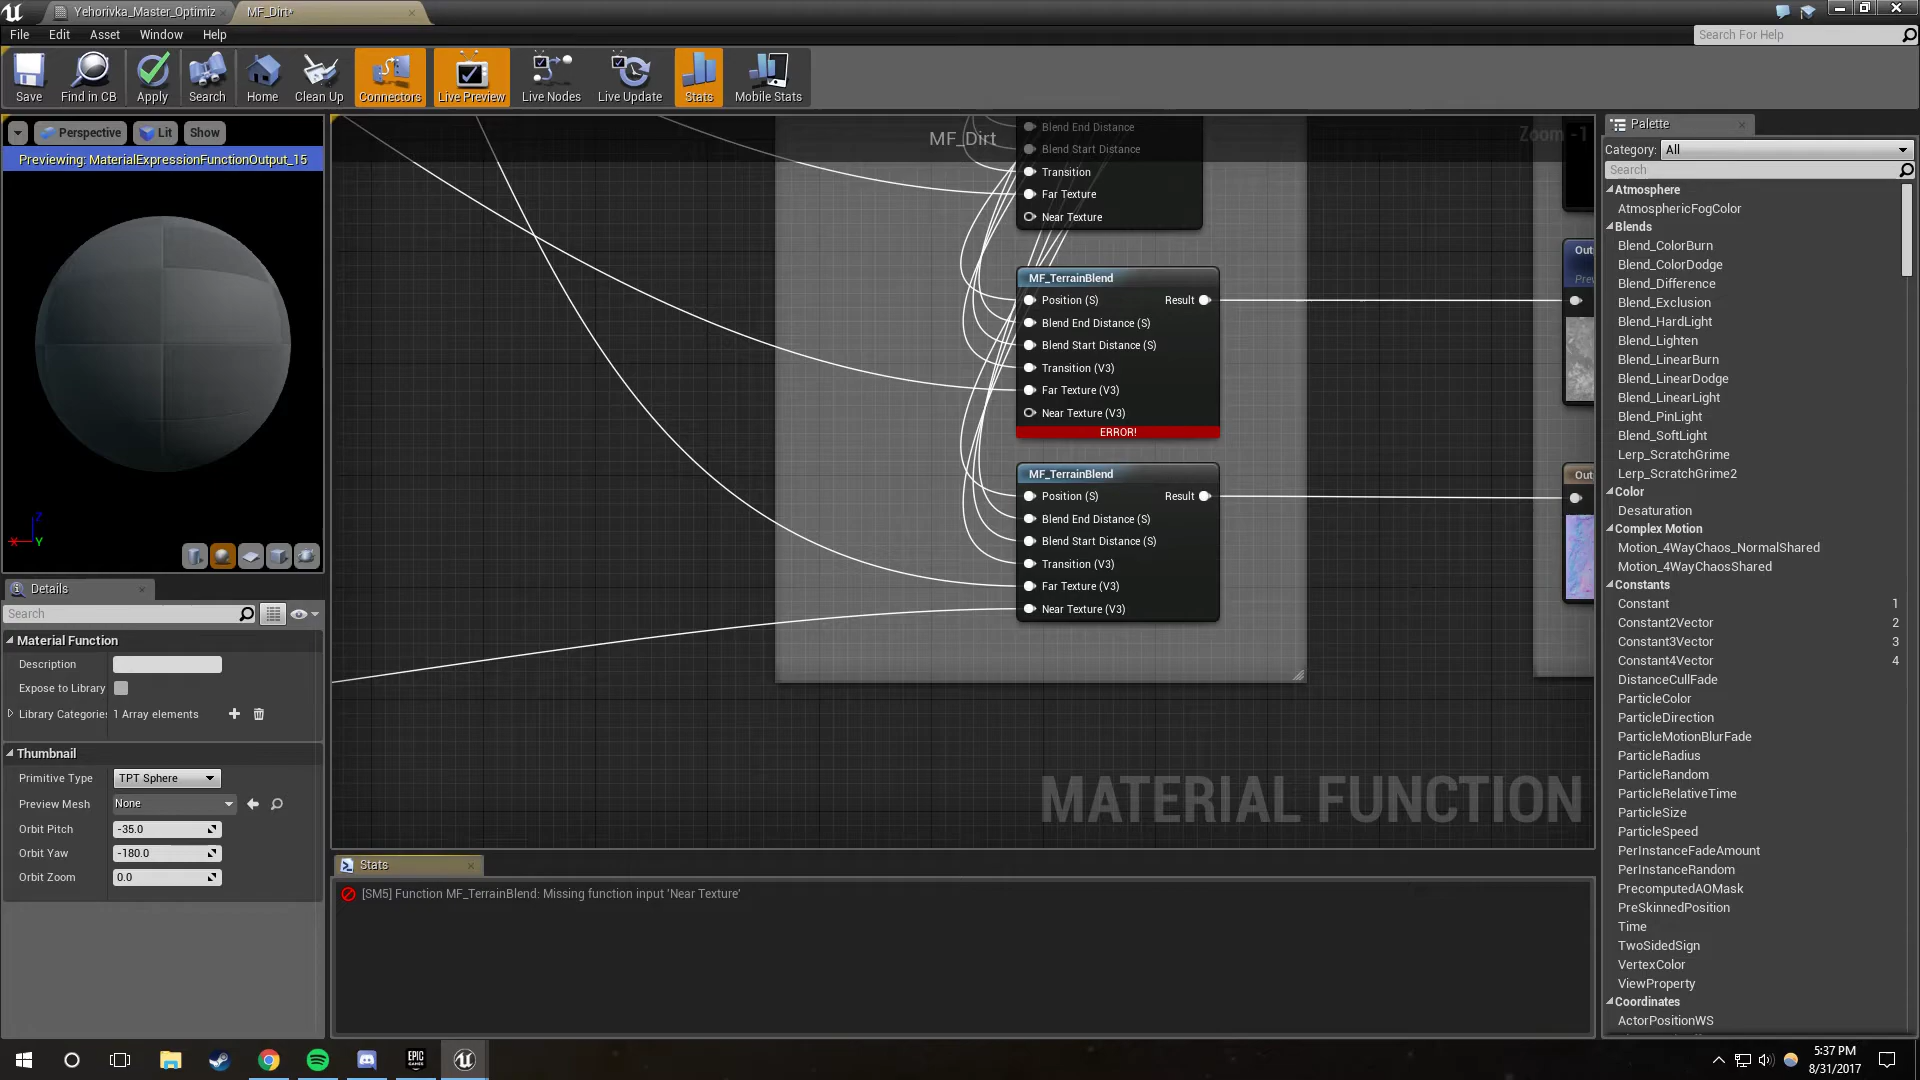 Yehorivka_Master_Optimiz
MF_Dirt*
File Edit Asset Window Help
Search For Help
Save
Find in CB
Apply
Search
Home
Clean Up
Connectors
Live Preview
Live Nodes
Live Update
Stats
Mobile Stats
Perspective
Lit
Show
Previewing: MaterialExpressionFunctionOutput_15
X
Z
Y
Details
Search
Material Function
Description
Expose to Library
Library Categories 1 Array elements
Thumbnail
Primitive Type TPT Sphere
Preview Mesh None
Orbit Pitch -35.0
Orbit Yaw -180.0
Orbit Zoom 0.0
MF_Dirt
Zoom -1
Blend End Distance
Blend Start Distance
Transition
Far Texture
Near Texture
MF_TerrainBlend
Position (S) Result
Blend End Distance (S)
Blend Start Distance (S)
Transition (V3)
Far Texture (V3)
Near Texture (V3)
ERROR!
MF_TerrainBlend
Position (S) Result
Blend End Distance (S)
Blend Start Distance (S)
Transition (V3)
Far Texture (V3)
Near Texture (V3)
Out
Prev
Out
MATERIAL FUNCTION
Stats
[SM5] Function MF_TerrainBlend: Missing function input 'Near Texture'
Palette
Category: All
Search
Atmosphere
AtmosphericFogColor
Blends
Blend_ColorBurn
Blend_ColorDodge
Blend_Difference
Blend_Exclusion
Blend_HardLight
Blend_Lighten
Blend_LinearBurn
Blend_LinearDodge
Blend_LinearLight
Blend_PinLight
Blend_SoftLight
Lerp_ScratchGrime
Lerp_ScratchGrime2
Color
Desaturation
Complex Motion
Motion_4WayChaos_NormalShared
Motion_4WayChaosShared
Constants
Constant 1
Constant2Vector 2
Constant3Vector 3
Constant4Vector 4
DistanceCullFade
ParticleColor
ParticleDirection
ParticleMotionBlurFade
ParticleRadius
ParticleRandom
ParticleRelativeTime
ParticleSize
ParticleSpeed
PerInstanceFadeAmount
PerInstanceRandom
PrecomputedAOMask
PreSkinnedPosition
Time
TwoSidedSign
VertexColor
ViewProperty
Coordinates
ActorPositionWS
EPIC
GAMES
5:37 PM
8/31/2017